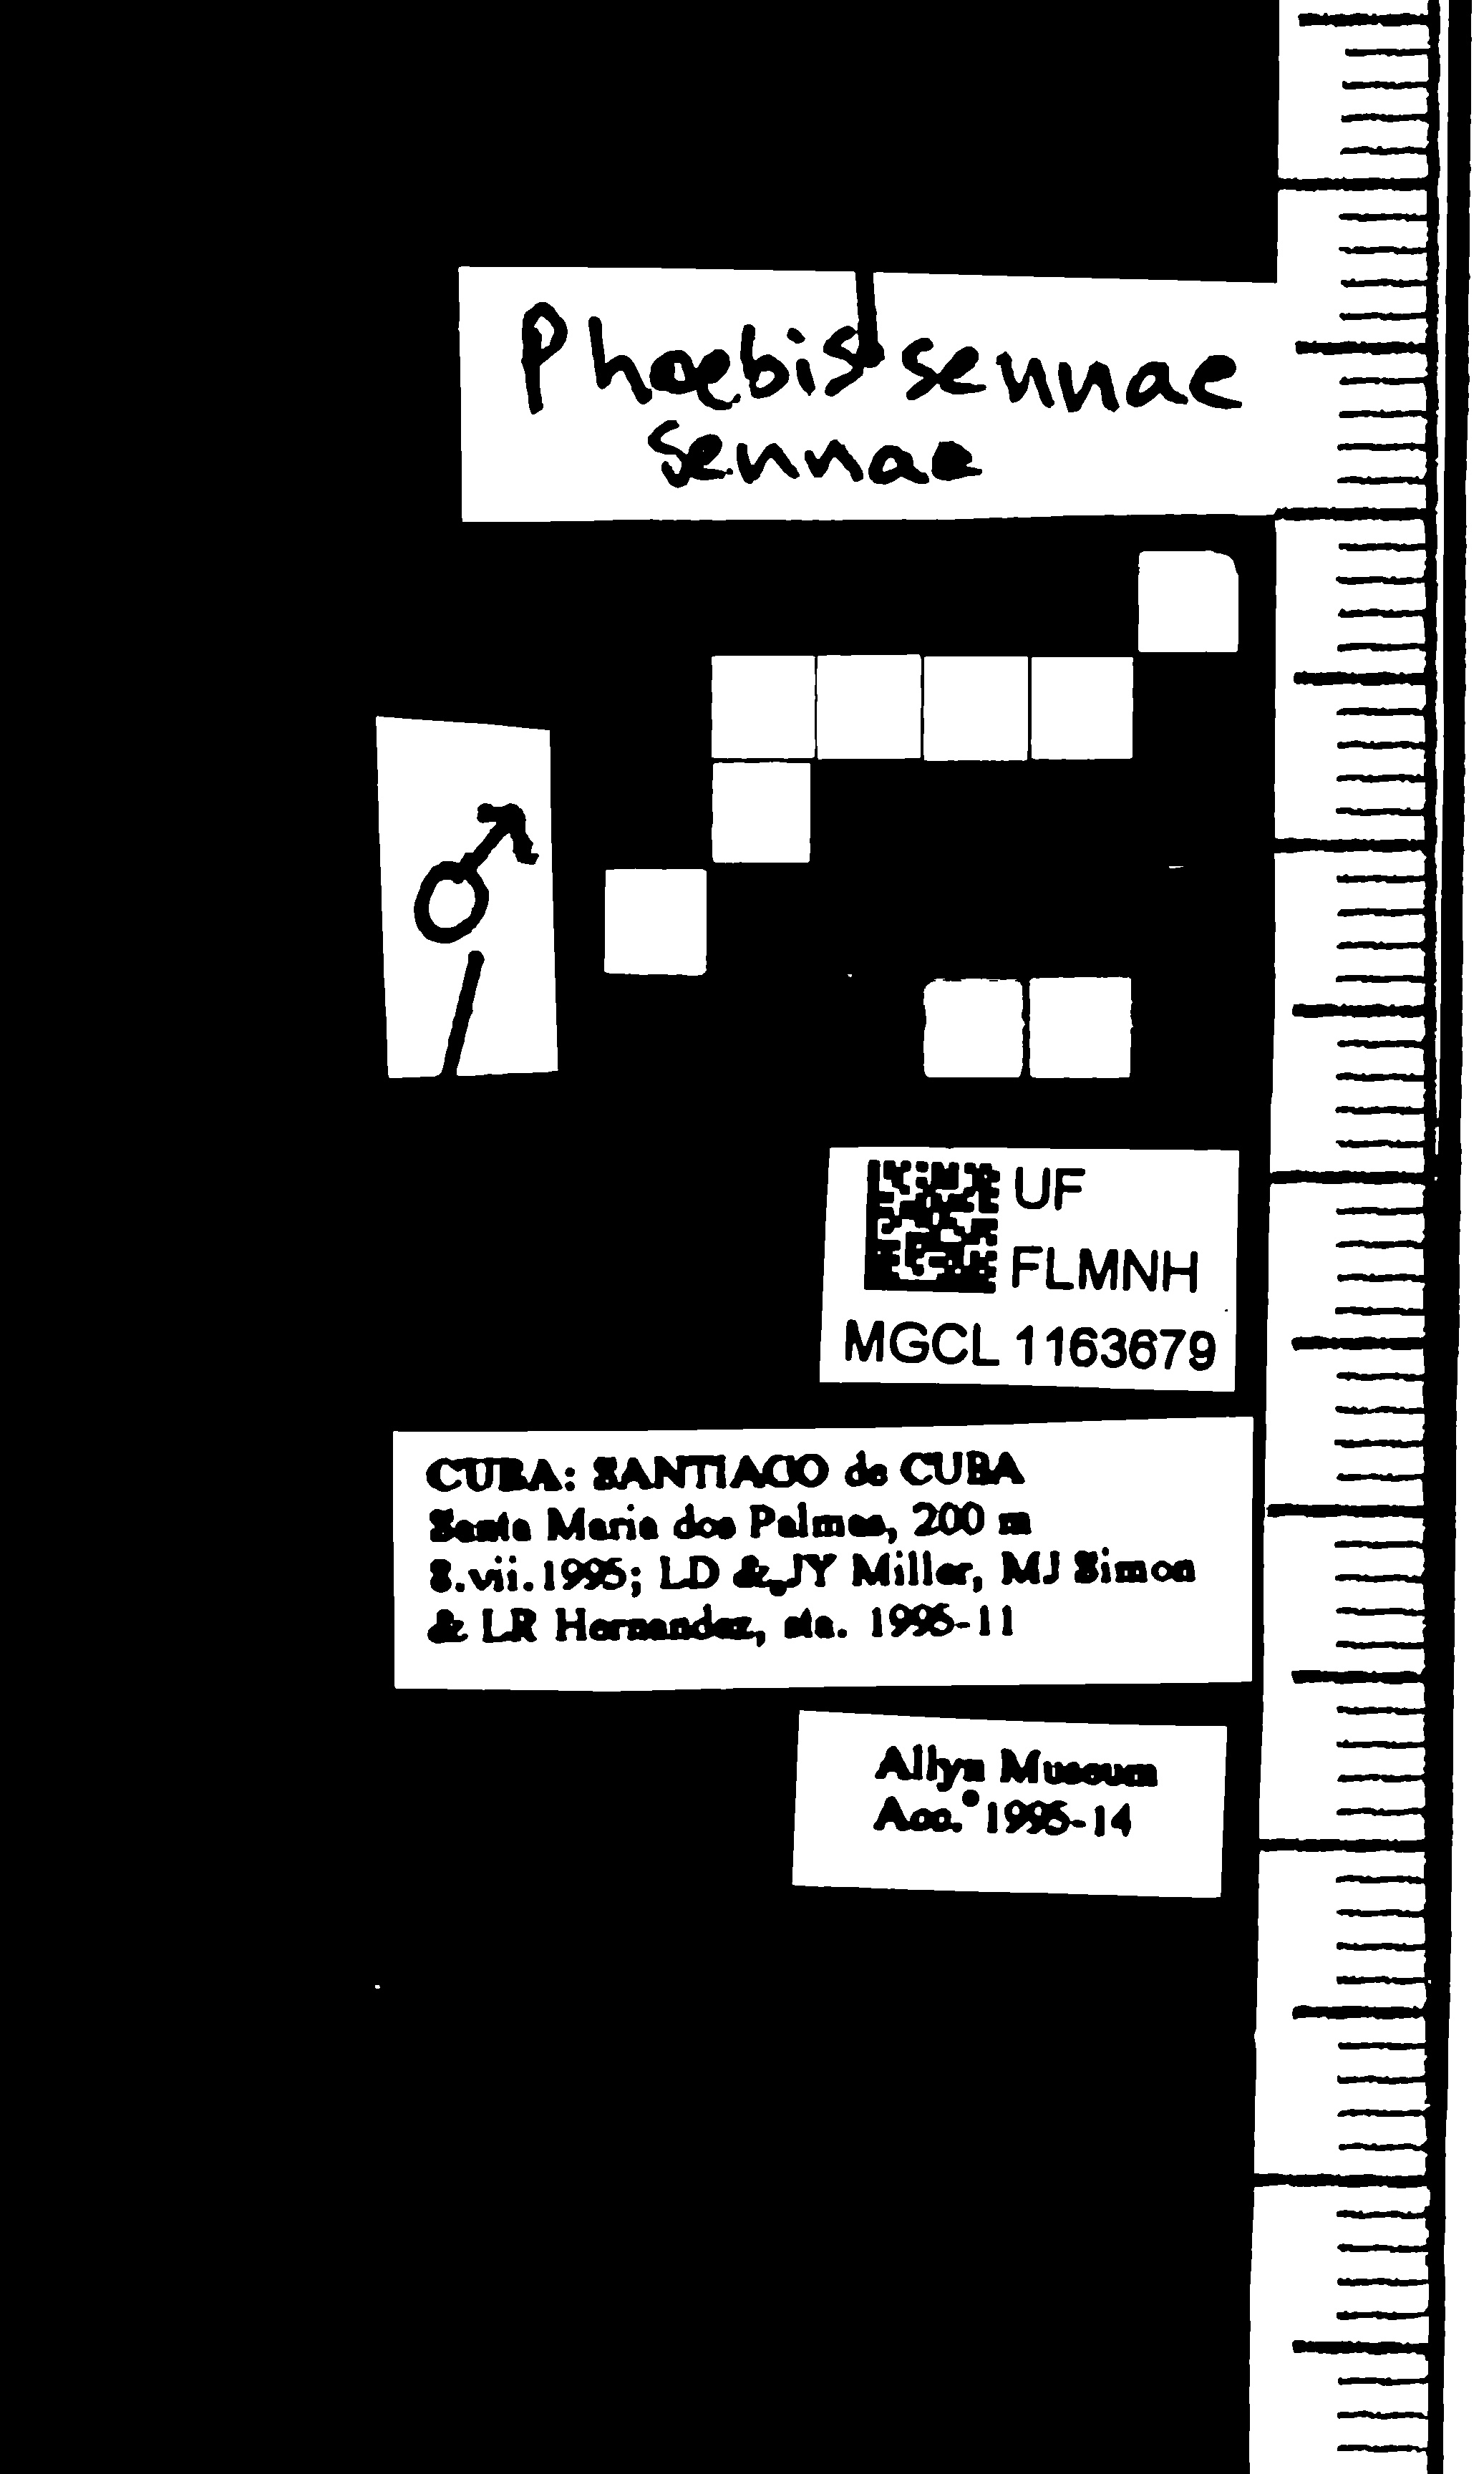 Phoebis sennae
sennae
♂
UF
FLMNH
MGCL 1163679
CUBA: SANTIAGO de CUBA
Santa Maria dos Palmas, 200 m
8.vii.1995; LD & JY Miller, MJ Simon
& LR Hernandez, sta. 1995-11
Allyn Museum
Acc. 1995-14